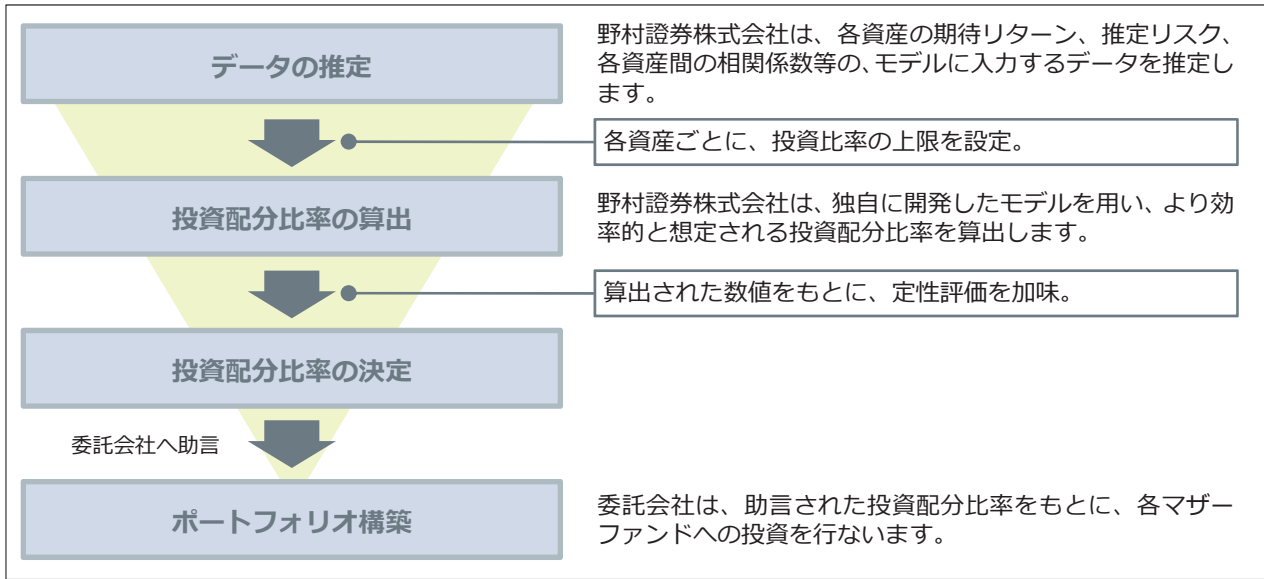 データの推定
野村證券株式会社は、各資産の期待リターン、推定リスク、
各資産間の相関係数等の、モデルに入力するデータを推定し
ます。
各資産ごとに、投資比率の上限を設定。
投資配分比率の算出
野村證券株式会社は、独自に開発したモデルを用い、より効
率的と想定される投資配分比率を算出します。
算出された数値をもとに、定性評価を加味。
投資配分比率の決定
委託会社へ助言
ポートフォリオ構築
委託会社は、助言された投資配分比率をもとに、各マザー
ファンドへの投資を行ないます。